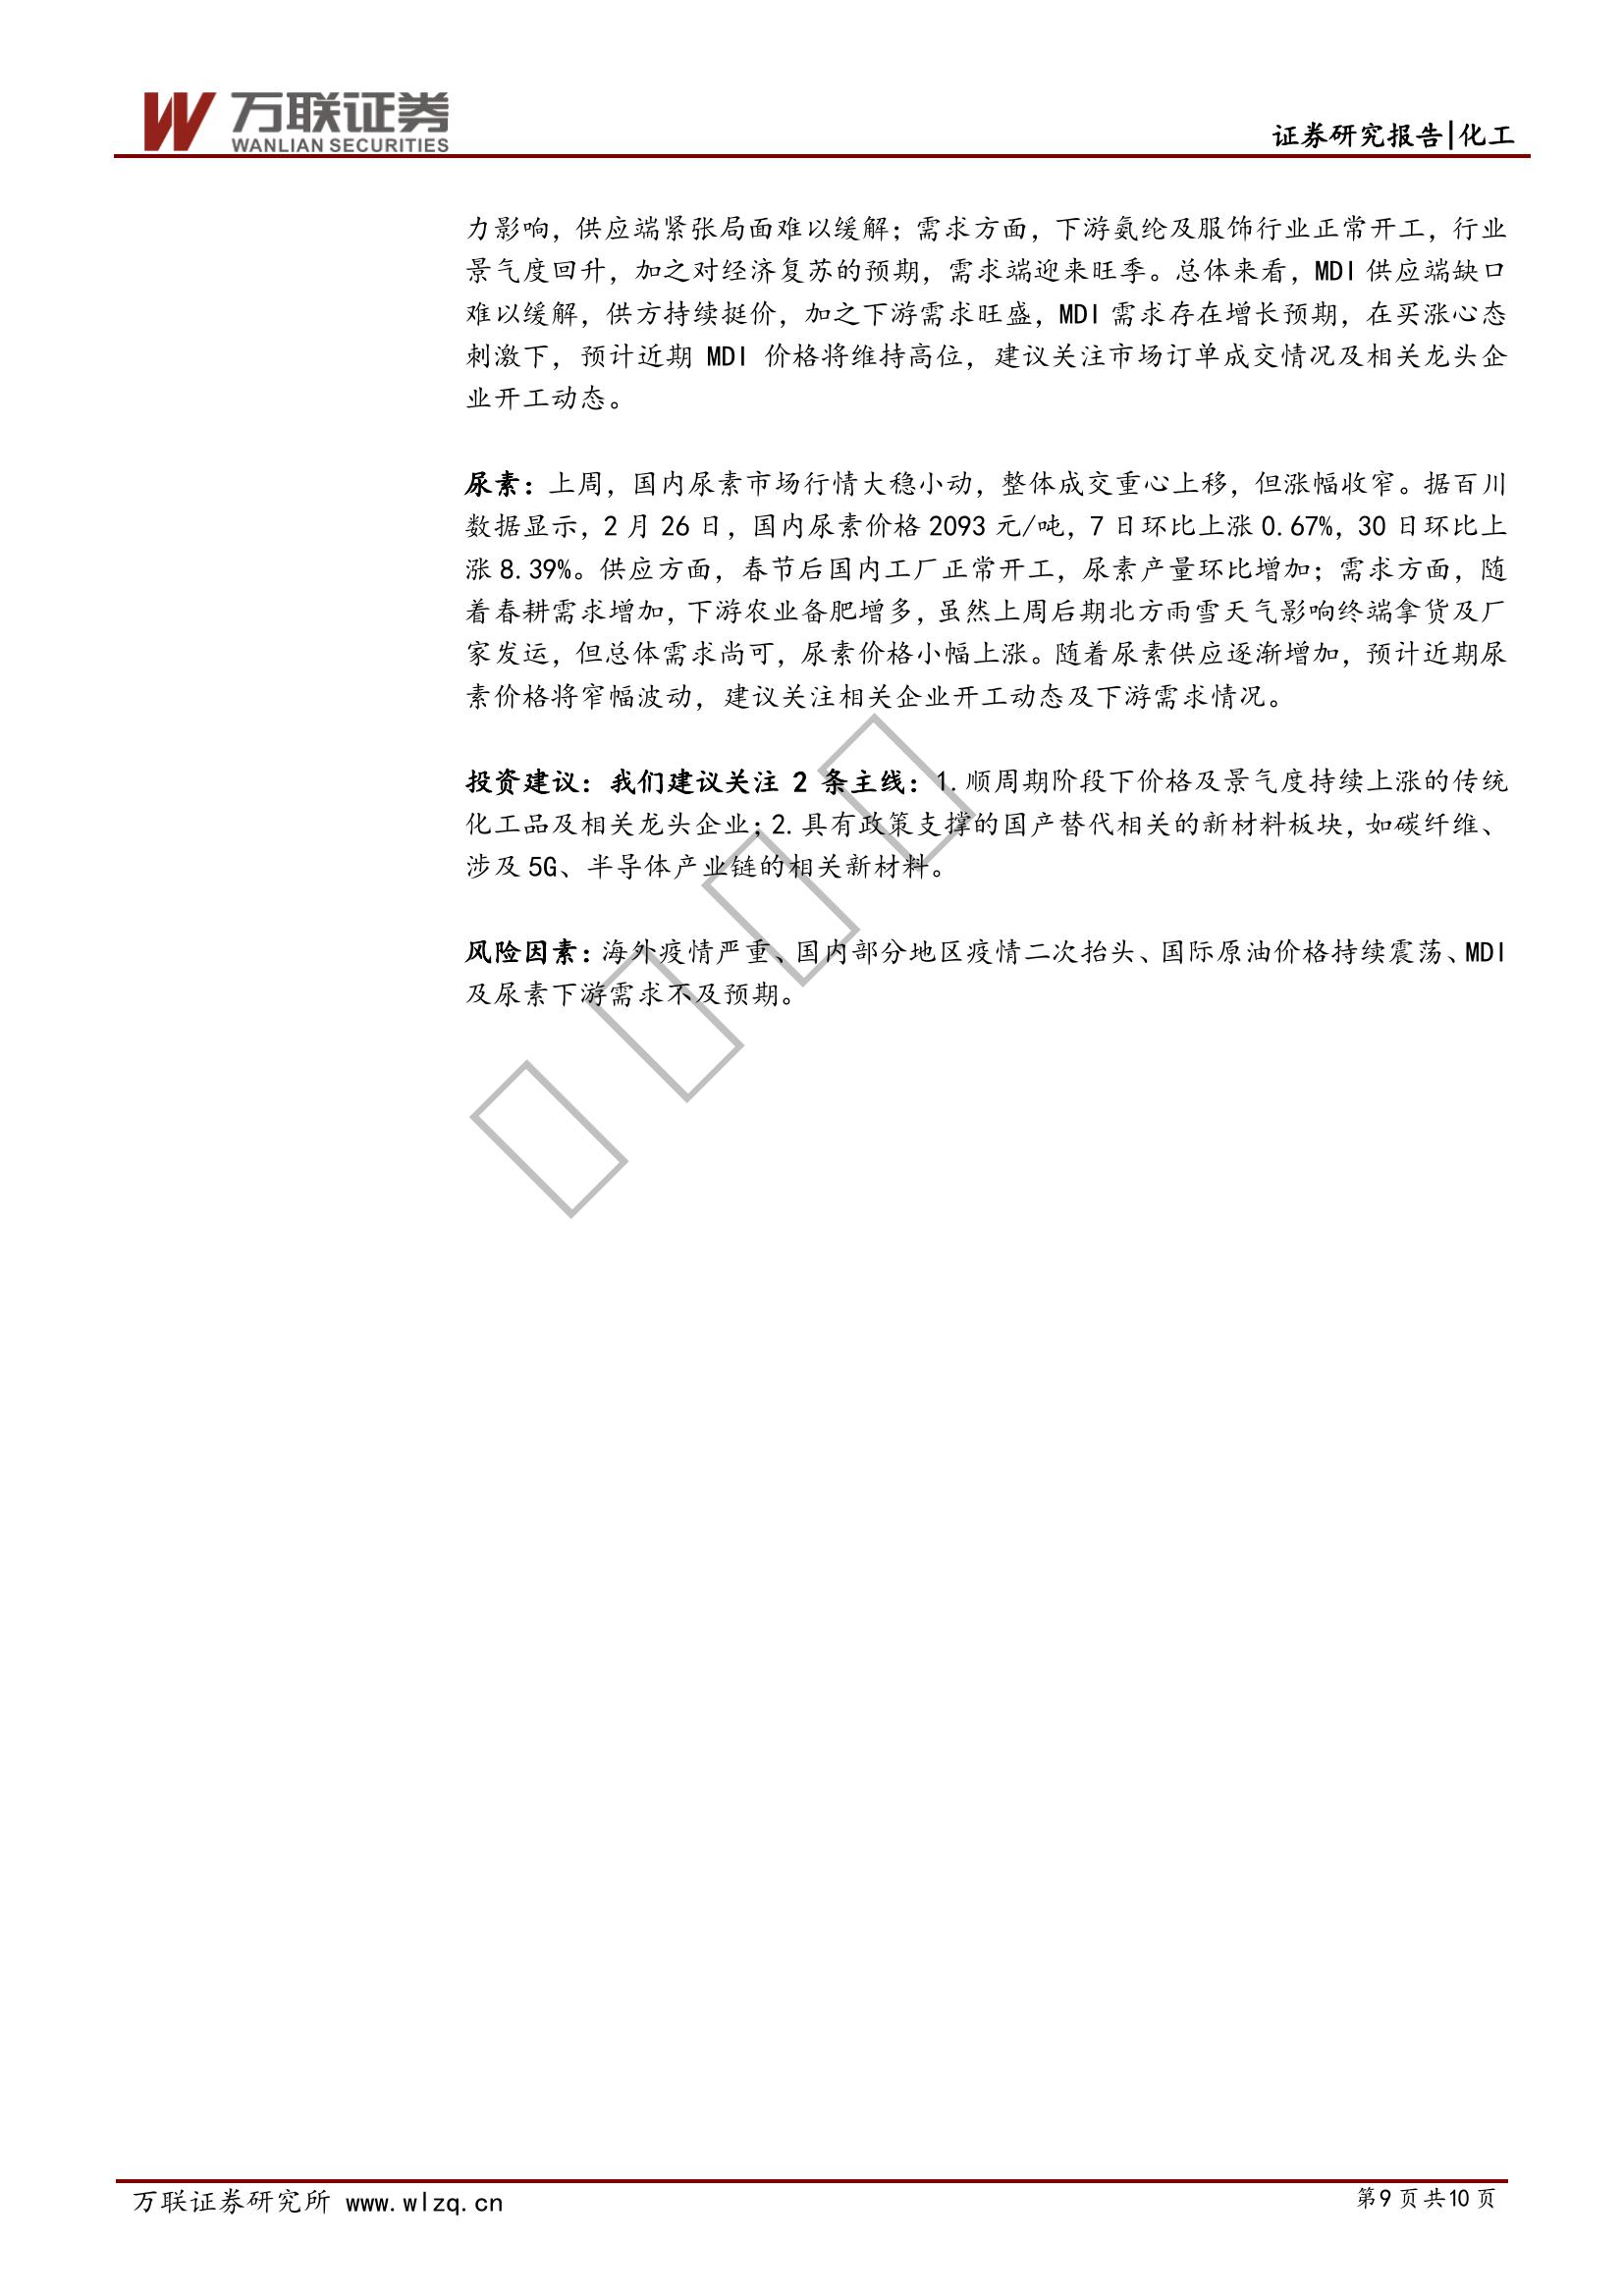 万联证券
WANLIAN SECURITIES
证券研究报告|化工
力影响，供应端紧张局面难以缓解；需求方面，下游氨纶及服饰行业正常开工，行业
景气度回升，加之对经济复苏的预期，需求端迎来旺季。总体来看，MDI 供应端缺口
难以缓解，供方持续挺价，加之下游需求旺盛，MDI 需求存在增长预期，在买涨心态
刺激下，预计近期 MDI 价格将维持高位，建议关注市场订单成交情况及相关龙头企
业开工动态。
尿素：上周，国内尿素市场行情大稳小动，整体成交重心上移，但涨幅收窄。据百川
数据显示，2 月 26 日，国内尿素价格 2093 元/吨，7 日环比上涨 0.67%，30 日环比上
涨 8.39%。供应方面，春节后国内工厂正常开工，尿素产量环比增加；需求方面，随
着春耕需求增加，下游农业备肥增多，虽然上周后期北方雨雪天气影响终端拿货及厂
家发运，但总体需求尚可，尿素价格小幅上涨。随着尿素供应逐渐增加，预计近期尿
素价格将窄幅波动，建议关注相关企业开工动态及下游需求情况。
投资建议：我们建议关注 2 条主线：1.顺周期阶段下价格及景气度持续上涨的传统
化工品及相关龙头企业；2.具有政策支撑的国产替代相关的新材料板块，如碳纤维、
涉及 5G、半导体产业链的相关新材料。
风险因素：海外疫情严重、国内部分地区疫情二次抬头、国际原油价格持续震荡、MDI
及尿素下游需求不及预期。
万联证券研究所 www.wlzq.cn
第9页共10页